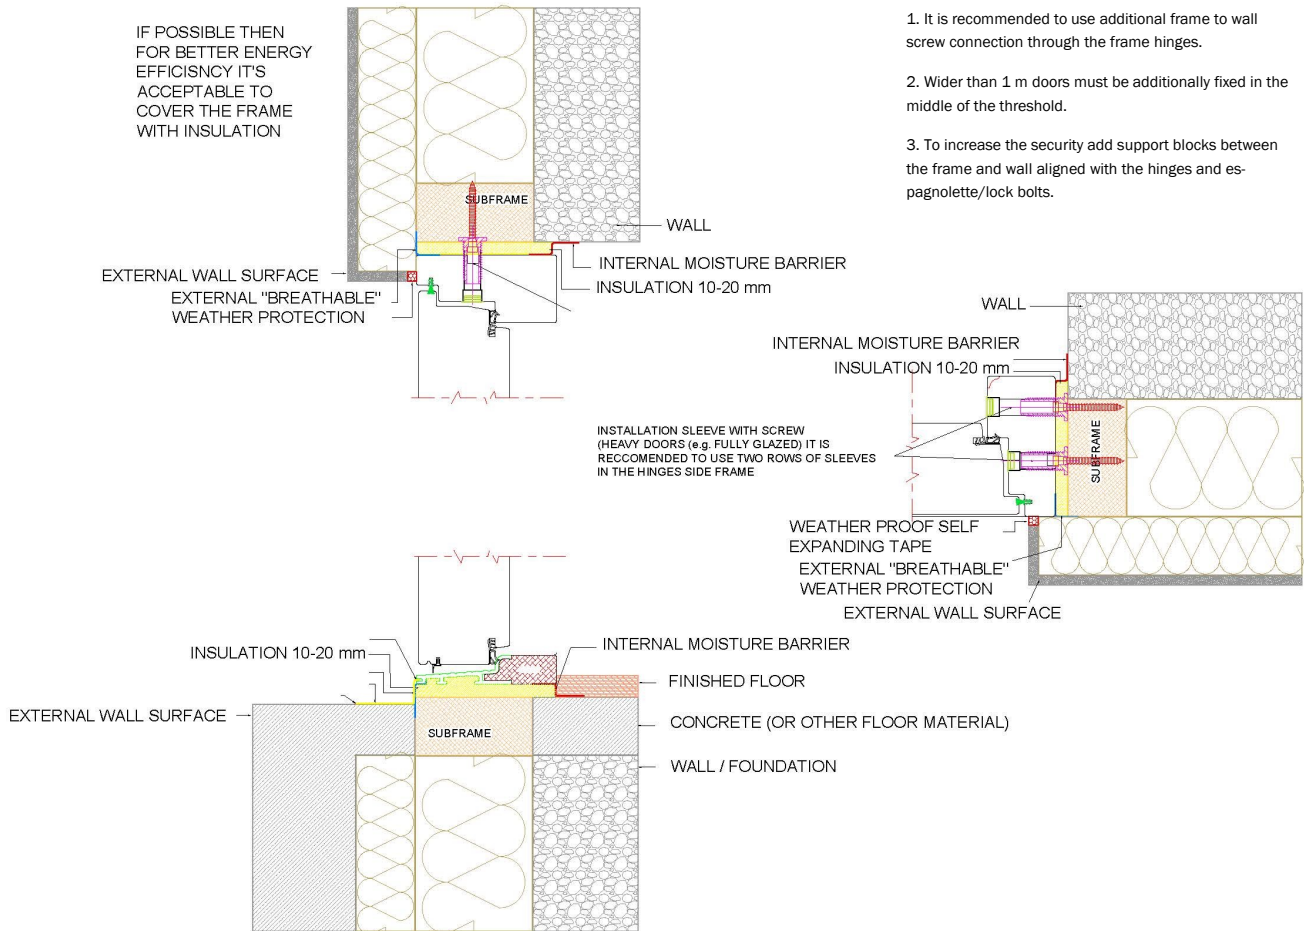 IF POSSIBLE THEN
FOR BETTER ENERGY
EFFICISNCY IT'S
ACCEPTABLE TO
COVER THE FRAME
WITH INSULATION
1. It is recommended to use additional frame to wall
screw connection through the frame hinges.
2. Wider than 1 m doors must be additionally fixed in the
middle of the threshold.
3. To increase the security add support blocks between
the frame and wall aligned with the hinges and es-
pagnolette/lock bolts.
SUBFRAME
WALL
INTERNAL MOISTURE BARRIER
INSULATION 10-20 mm
EXTERNAL WALL SURFACE
EXTERNAL "BREATHABLE"
WEATHER PROTECTION
WALL
INTERNAL MOISTURE BARRIER
INSULATION 10-20 mm
INSTALLATION SLEEVE WITH SCREW
(HEAVY DOORS (e.g. FULLY GLAZED) IT IS
RECCOMENDED TO USE TWO ROWS OF SLEEVES
IN THE HINGES SIDE FRAME
SUBFRAME
WEATHER PROOF SELF
EXPANDING TAPE
EXTERNAL "BREATHABLE"
WEATHER PROTECTION
EXTERNAL WALL SURFACE
INSULATION 10-20 mm
INTERNAL MOISTURE BARRIER
FINISHED FLOOR
EXTERNAL WALL SURFACE
CONCRETE (OR OTHER FLOOR MATERIAL)
SUBFRAME
WALL / FOUNDATION